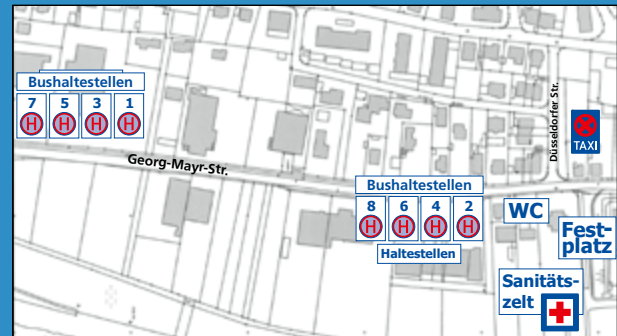 Bushaltestellen
7 5 3 1
H H H H
Georg-Mayr-Str.
Düsseldorfer Str.
TAXI
Bushaltestellen
8 6 4 2
H H H H
Haltestellen
WC
Fest-
platz
Sanitäts-
zelt